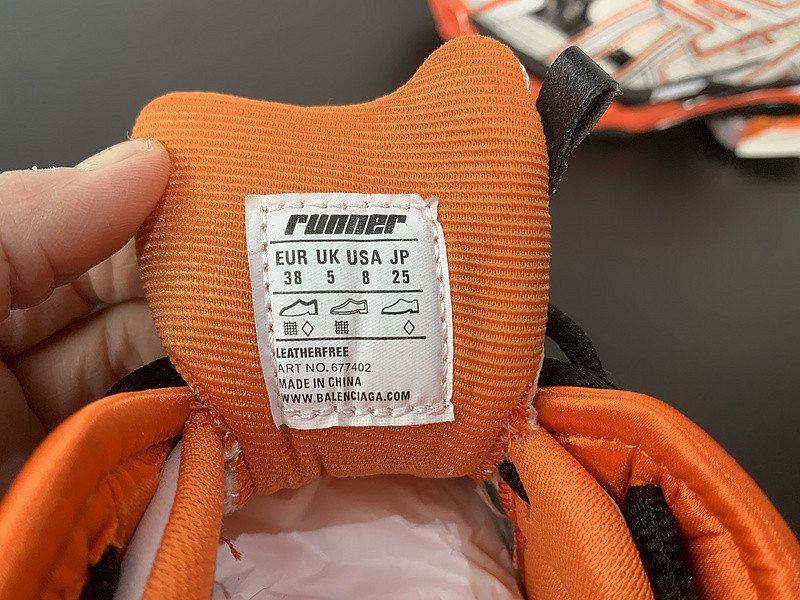 runner
EUR UK USA JP
38 5 8 25
LEATHERFREE
ART NO. 677402
MADE IN CHINA
WWW.BALENCIAGA.COM